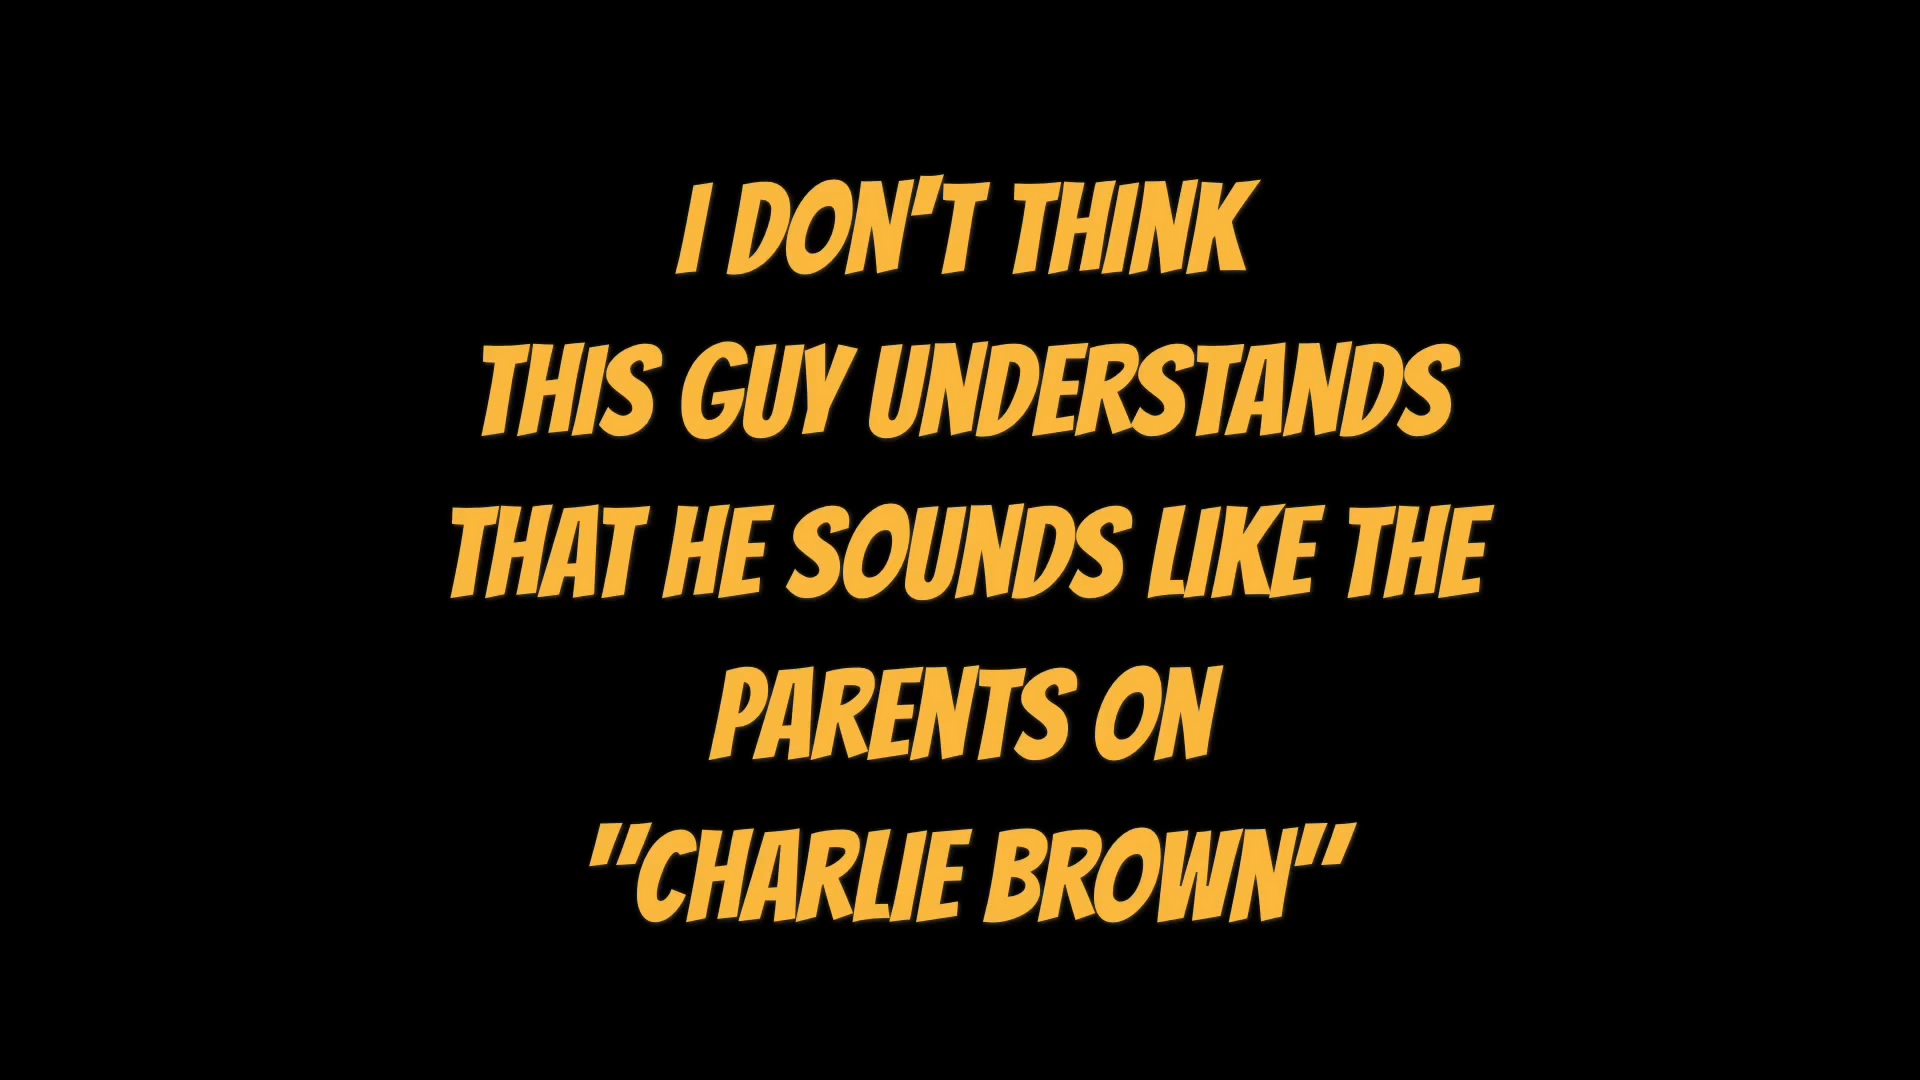 I DON'T THINK
THIS GUY UNDERSTANDS
THAT HE SOUNDS LIKE THE
PARENTS ON
"CHARLIE BROWN"